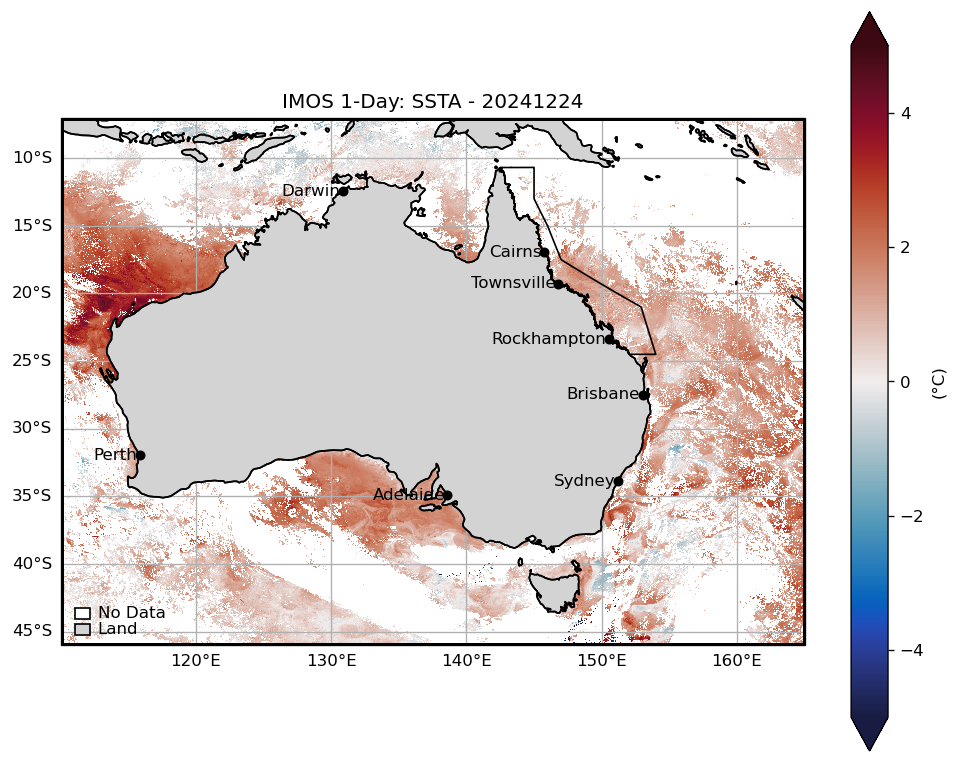 IMOS 1-Day: SSTA - 20241224
10°S
15°S
20°S
25°S
30°S
35°S
40°S
45°S
Darwin
Cairns
Townsville
Rockhampton
Brisbane
Perth
Sydney
Adelaide
No Data
Land
120°E 130°E 140°E 150°E 160°E
4
2
0
−2
−4
(°C)